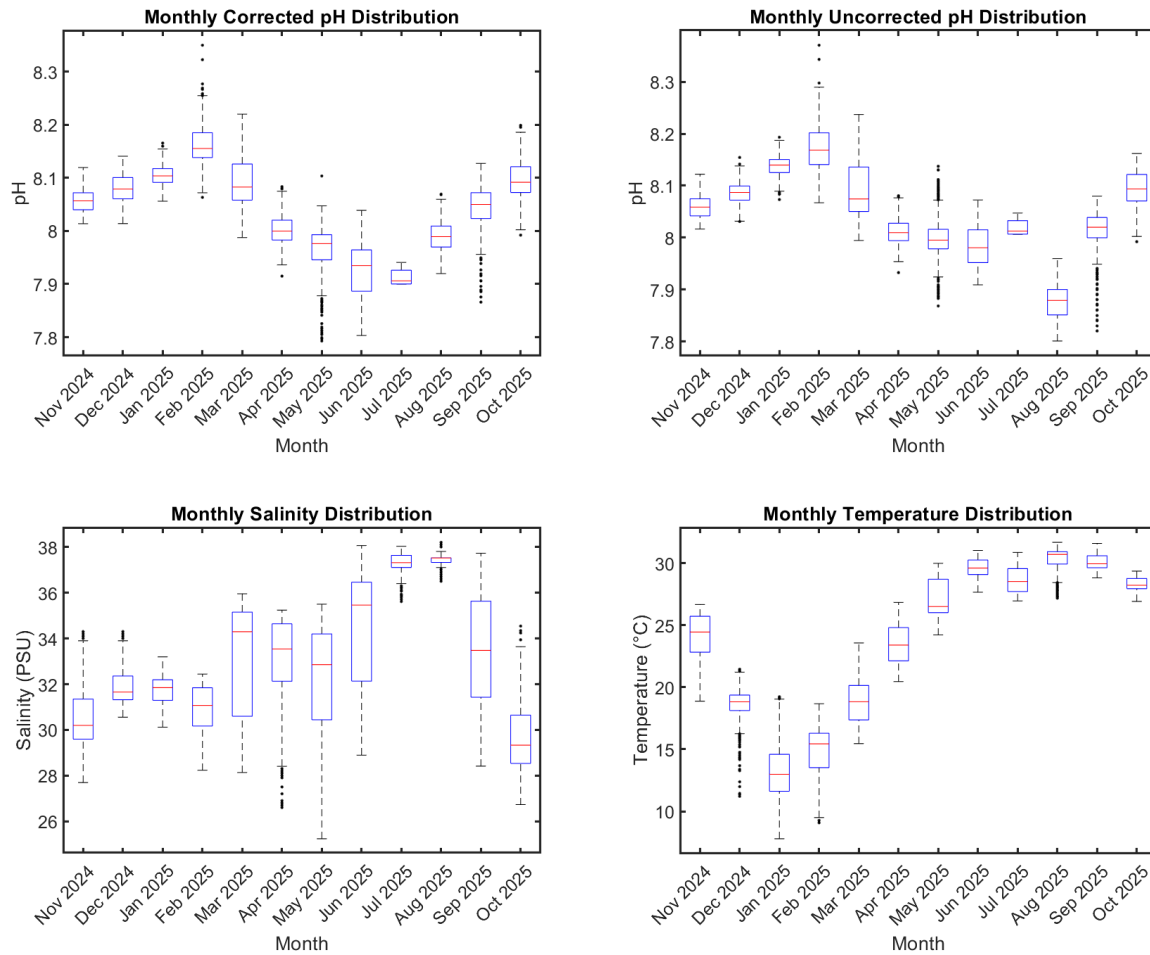 Monthly Corrected pH Distribution
pH
8.3
8.2
8.1
8
7.9
7.8
Nov 2024
Dec 2024
Jan 2025
Feb 2025
Mar 2025
Apr 2025
May 2025
Jun 2025
Jul 2025
Aug 2025
Sep 2025
Oct 2025
Month
Monthly Uncorrected pH Distribution
pH
8.3
8.2
8.1
8
7.9
7.8
Nov 2024
Dec 2024
Jan 2025
Feb 2025
Mar 2025
Apr 2025
May 2025
Jun 2025
Jul 2025
Aug 2025
Sep 2025
Oct 2025
Month
Monthly Salinity Distribution
Salinity (PSU)
38
36
34
32
30
28
26
Nov 2024
Dec 2024
Jan 2025
Feb 2025
Mar 2025
Apr 2025
May 2025
Jun 2025
Jul 2025
Aug 2025
Sep 2025
Oct 2025
Month
Monthly Temperature Distribution
Temperature (°C)
30
25
20
15
10
Nov 2024
Dec 2024
Jan 2025
Feb 2025
Mar 2025
Apr 2025
May 2025
Jun 2025
Jul 2025
Aug 2025
Sep 2025
Oct 2025
Month